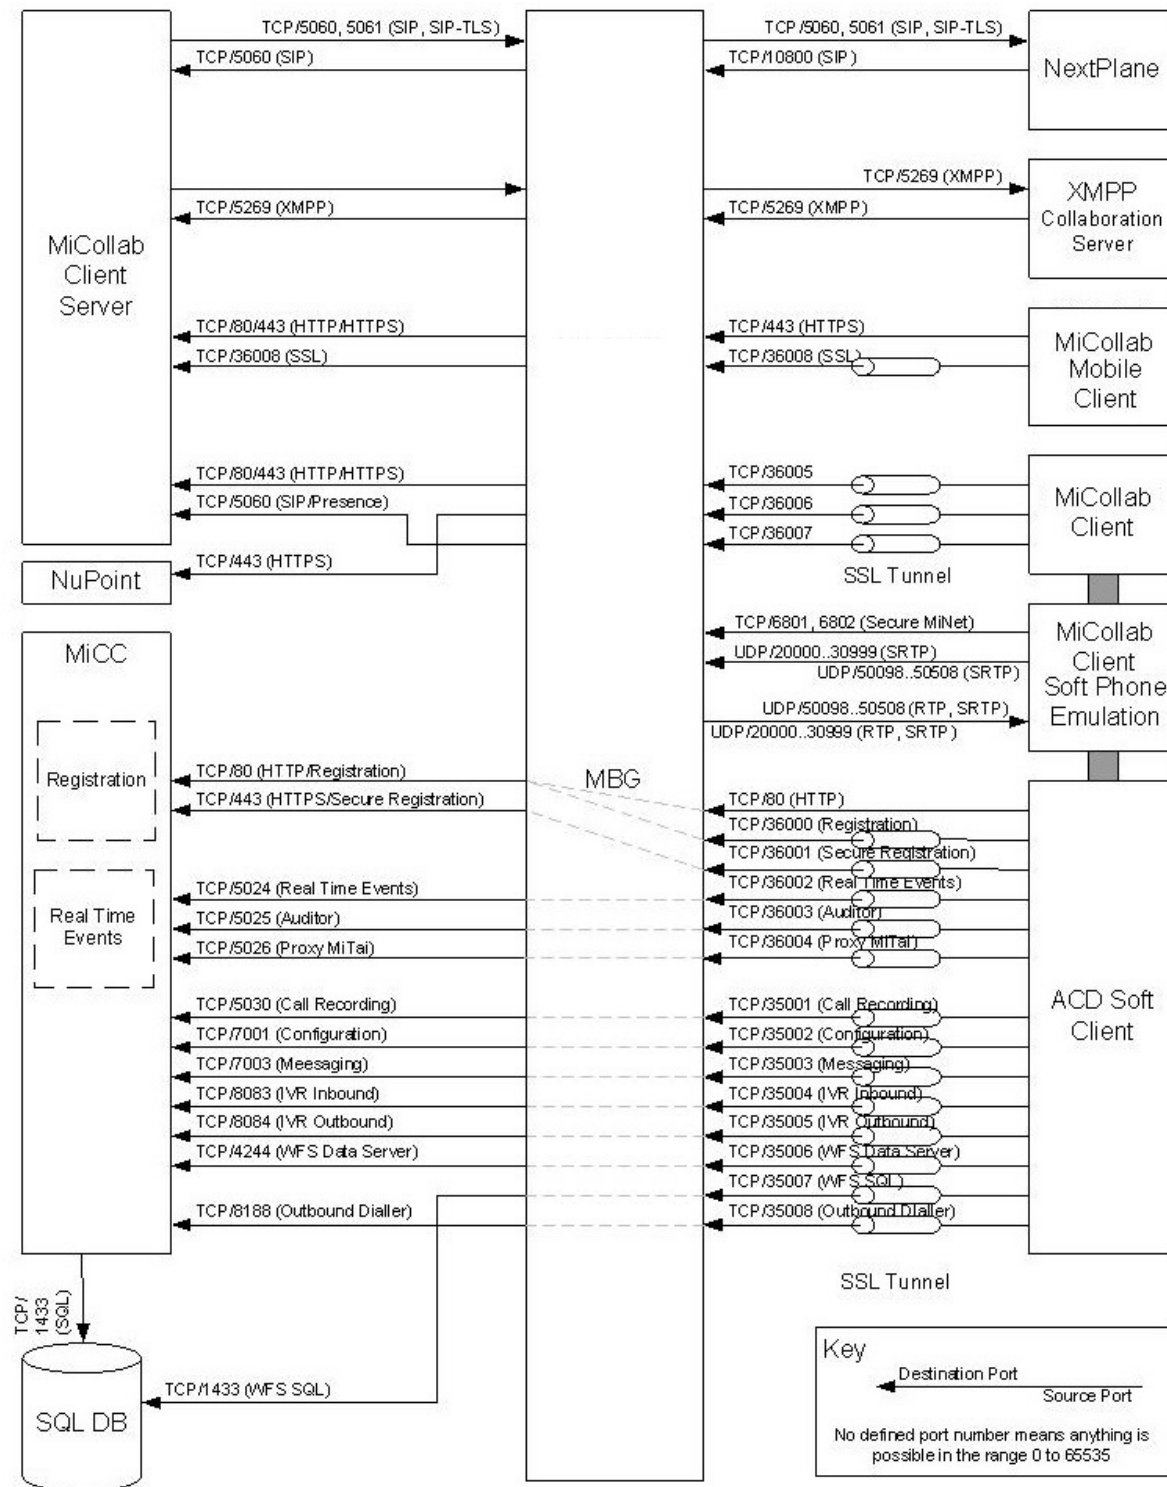 TCP/5060, 5061 (SIP, SIP-TLS)
TCP/5060 (SIP)
TCP/5060, 5061 (SIP, SIP-TLS)
TCP/10800 (SIP)
NextPlane
TCP/5269 (XMPP)
TCP/5269 (XMPP)
TCP/5269 (XMPP)
XMPP
Collaboration
Server
MiCollab
Client
Server
TCP/80/443 (HTTP/HTTPS)
TCP/36008 (SSL)
TCP/443 (HTTPS)
TCP/36008 (SSL)
MiCollab
Mobile
Client
TCP/80/443 (HTTP/HTTPS)
TCP/5060 (SIP/Presence)
TCP/36005
TCP/36006
TCP/36007
SSL Tunnel
MiCollab
Client
NuPoint
TCP/443 (HTTPS)
TCP/6801, 6802 (Secure MiNet)
UDP/20000..30999 (SRTP)
UDP/50098..50508 (SRTP)
UDP/50098..50508 (RTP, SRTP)
UDP/20000..30999 (RTP, SRTP)
MiCollab
Client
Soft Phone
Emulation
MiCC
Registration
Real Time
Events
MBG
TCP/80 (HTTP/Registration)
TCP/443 (HTTPS/Secure Registration)
TCP/5024 (Real Time Events)
TCP/5025 (Auditor)
TCP/5026 (Proxy MiTai)
TCP/5030 (Call Recording)
TCP/7001 (Configuration)
TCP/7003 (Meesaging)
TCP/8083 (IVR Inbound)
TCP/8084 (IVR Outbound)
TCP/4244 (WFS Data Server)
TCP/8188 (Outbound Dialler)
TCP/80 (HTTP)
TCP/36000 (Registration)
TCP/36001 (Secure Registration)
TCP/36002 (Real Time Events)
TCP/36003 (Auditor)
TCP/36004 (Proxy MiTai)
TCP/35001 (Call Recording)
TCP/35002 (Configuration)
TCP/35003 (Messaging)
TCP/35004 (IVR Inbound)
TCP/35005 (IVR Outbound)
TCP/35006 (WFS Data Server)
TCP/35007 (WFS SQL)
TCP/35008 (Outbound Dialler)
ACD Soft
Client
SSL Tunnel
TCP/
1433
(SQL)
SQL DB
TCP/1433 (WFS SQL)
Key
Destination Port
Source Port
No defined port number means anything is
possible in the range 0 to 65535